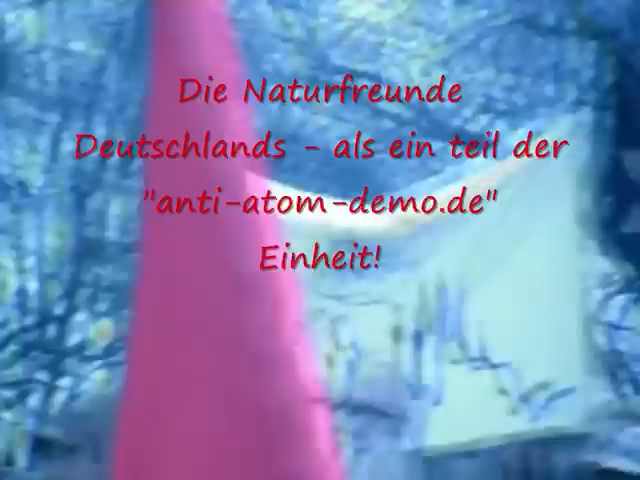 Die Naturfreunde
Deutschlands - als ein teil der
"anti-atom-demo.de"
Einheit!